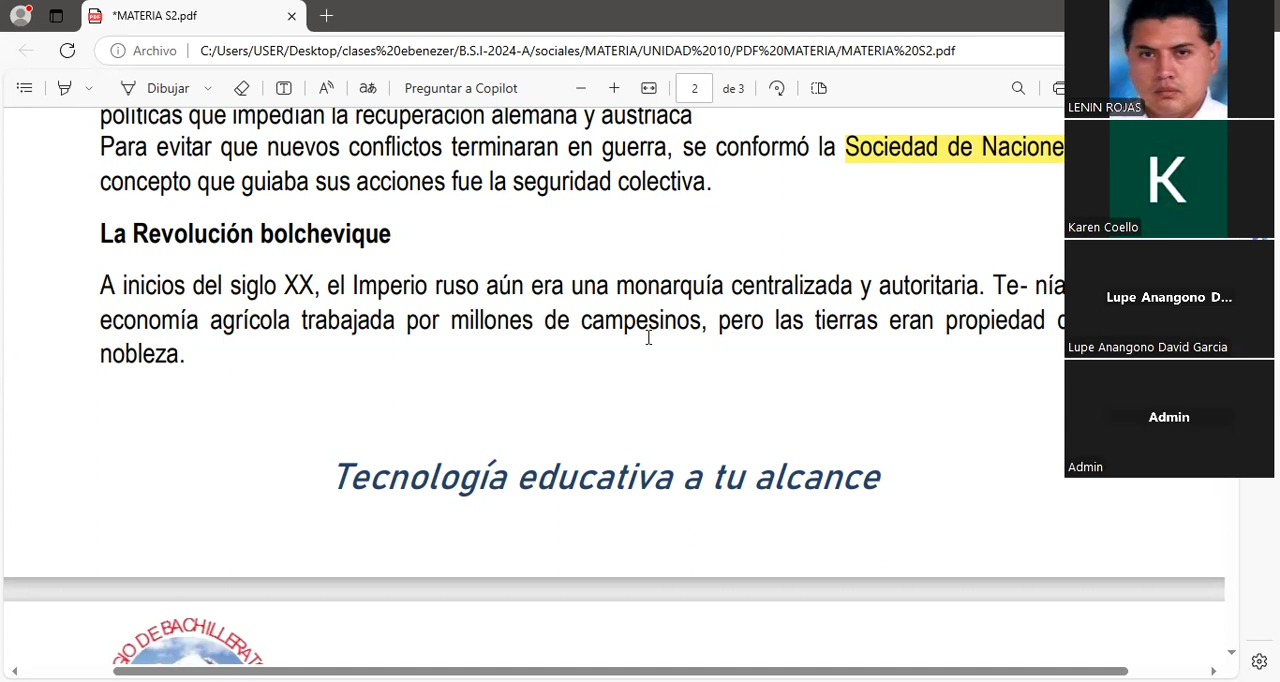 *MATERIA S2.pdf
Archivo
C:/Users/USER/Desktop/clases%20ebenezer/B.S.I-2024-A/sociales/MATERIA/UNIDAD%2010/PDF%20MATERIA/MATERIA%20S2.pdf
Dibujar
Preguntar a Copilot
2
de 3
políticas que impedían la recuperación alemana y austriaca
Para evitar que nuevos conflictos terminaran en guerra, se conformó la Sociedad de Nacione
concepto que guiaba sus acciones fue la seguridad colectiva.
La Revolución bolchevique
A inicios del siglo XX, el Imperio ruso aún era una monarquía centralizada y autoritaria. Te- nía
economía agrícola trabajada por millones de campesinos, pero las tierras eran propiedad
nobleza.
Tecnología educativa a tu alcance
GIO DE BACHILLERAT
LENIN ROJAS
K
Karen Coello
Lupe Anangono D...
Lupe Anangono David Garcia
Admin
Admin